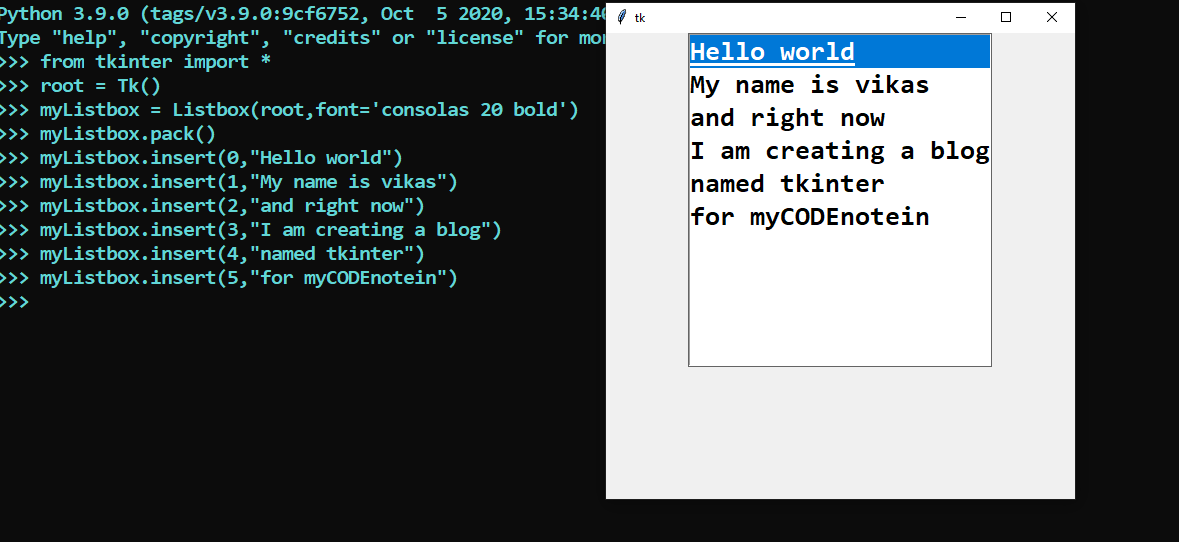 Python 3.9.0 (tags/v3.9.0:9cf6752, Oct  5 2020, 15:34:40
Type "help", "copyright", "credits" or "license" for mor
>>> from tkinter import *
>>> root = Tk()
>>> myListbox = Listbox(root,font='consolas 20 bold')
>>> myListbox.pack()
>>> myListbox.insert(0,"Hello world")
>>> myListbox.insert(1,"My name is vikas")
>>> myListbox.insert(2,"and right now")
>>> myListbox.insert(3,"I am creating a blog")
>>> myListbox.insert(4,"named tkinter")
>>> myListbox.insert(5,"for myCODEnotein")
>>>
tk
Hello world
My name is vikas
and right now
I am creating a blog
named tkinter
for myCODEnotein